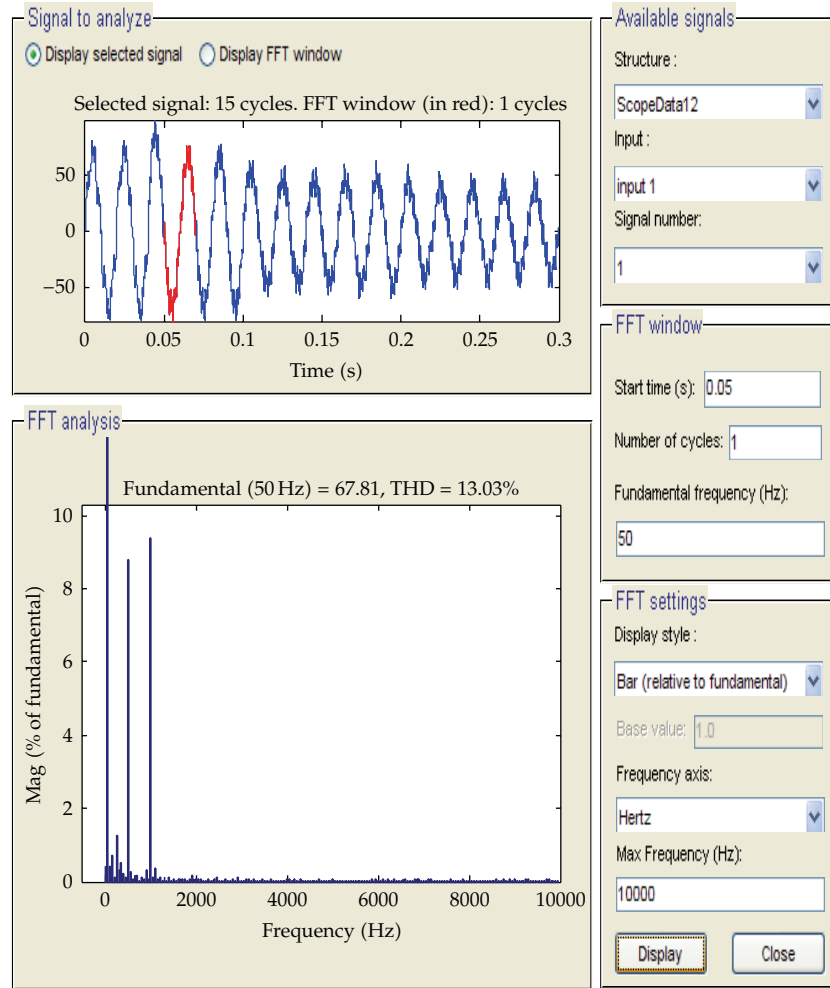 Signal to analyze
Display selected signal Display FFT window
Selected signal: 15 cycles. FFT window (in red): 1 cycles
50
0
−50
0 0.05 0.1 0.15 0.2 0.25 0.3
Time (s)
FFT analysis
Fundamental (50 Hz) = 67.81, THD = 13.03%
10
8
6
4
2
0
Mag (% of fundamental)
0 2000 4000 6000 8000 10000
Frequency (Hz)
Available signals
Structure :
ScopeData12
Input :
input 1
Signal number:
1
FFT window
Start time (s): 0.05
Number of cycles: 1
Fundamental frequency (Hz):
50
FFT settings
Display style :
Bar (relative to fundamental)
Base value: 1.0
Frequency axis:
Hertz
Max Frequency (Hz):
10000
Display Close